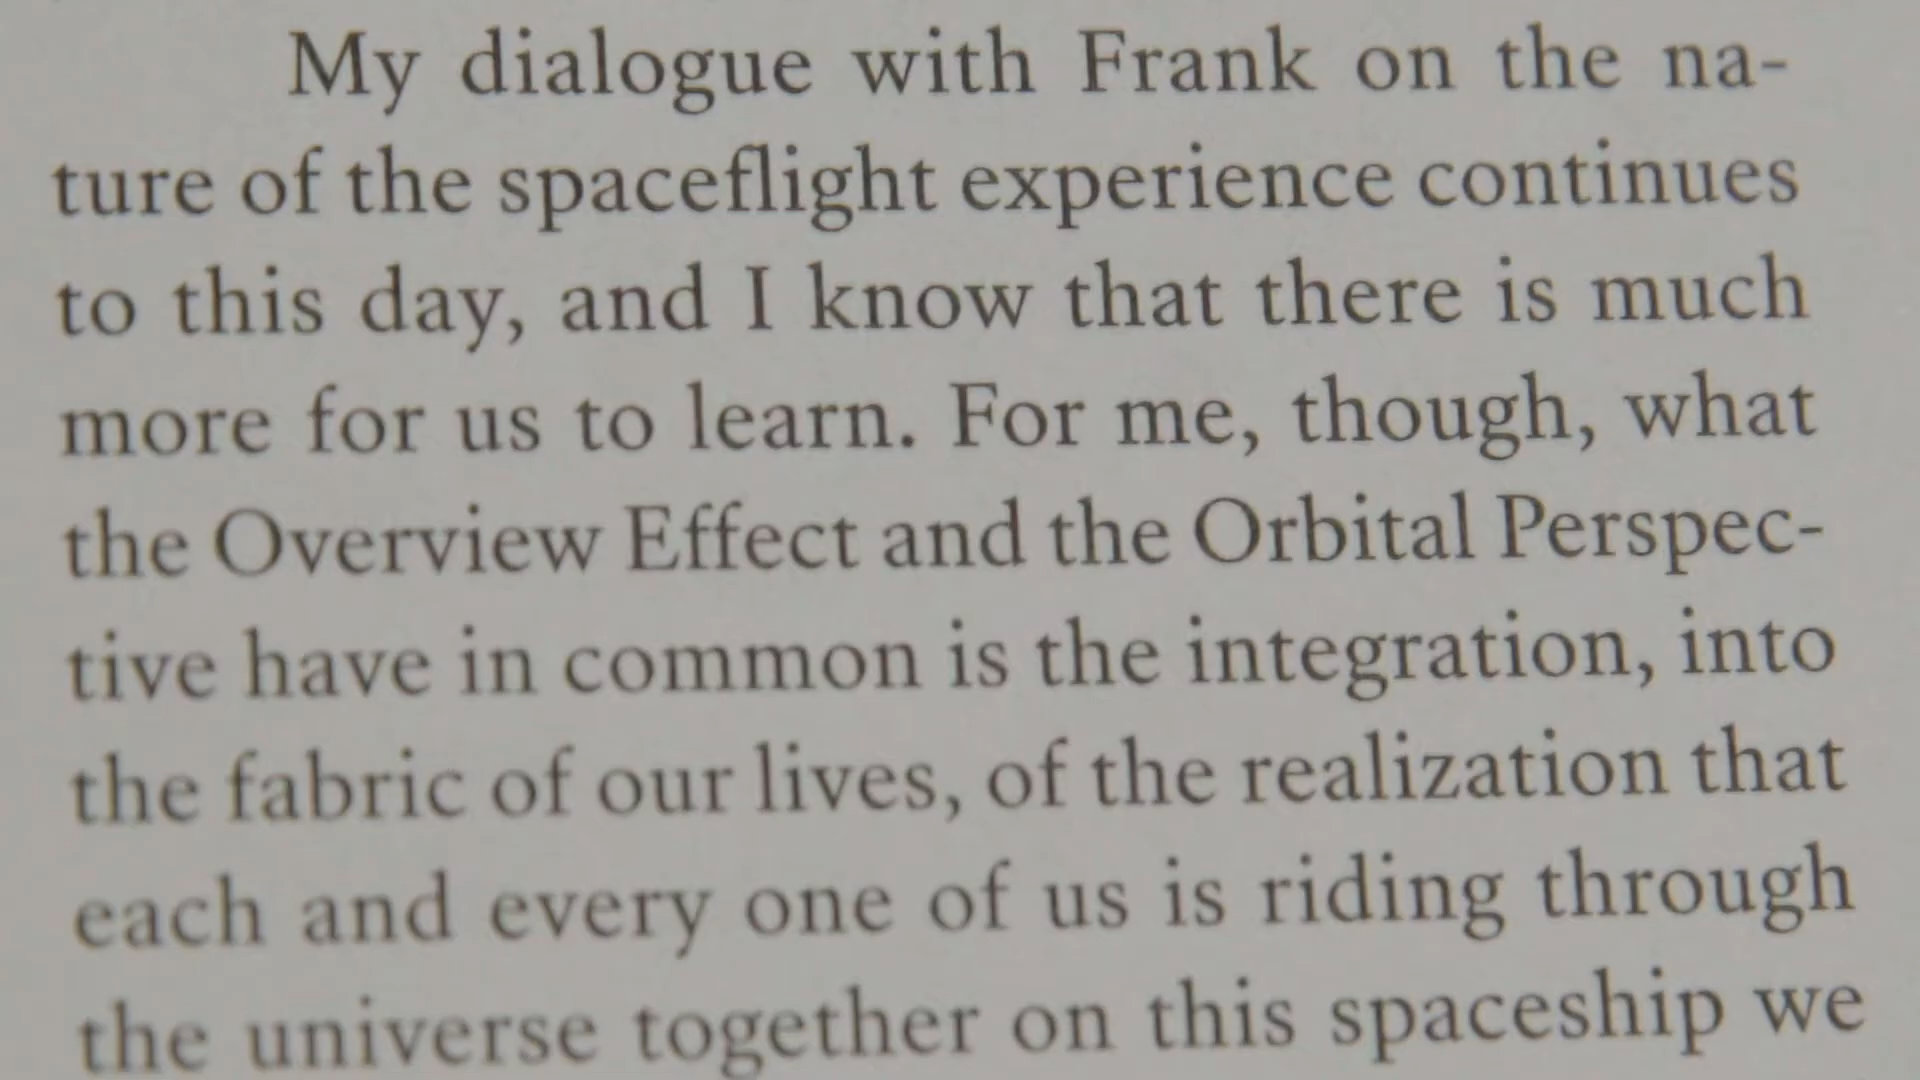 My dialogue with Frank on the na-
ture of the spaceflight experience continues
to this day, and I know that there is much
more for us to learn. For me, though, what
the Overview Effect and the Orbital Perspec-
tive have in common is the integration, into
the fabric of our lives, of the realization that
each and every one of us is riding through
the universe together on this spaceship we